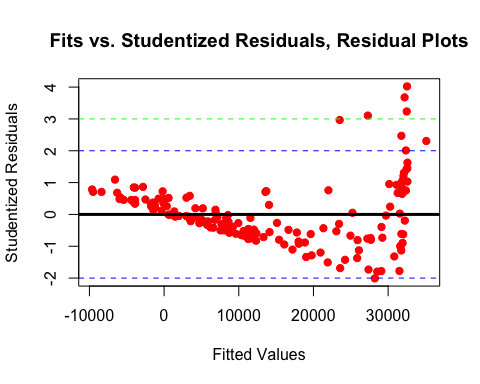 Fits vs. Studentized Residuals, Residual Plots
Studentized Residuals
4
3
2
1
0
-1
-2
-10000 0 10000 20000 30000
Fitted Values